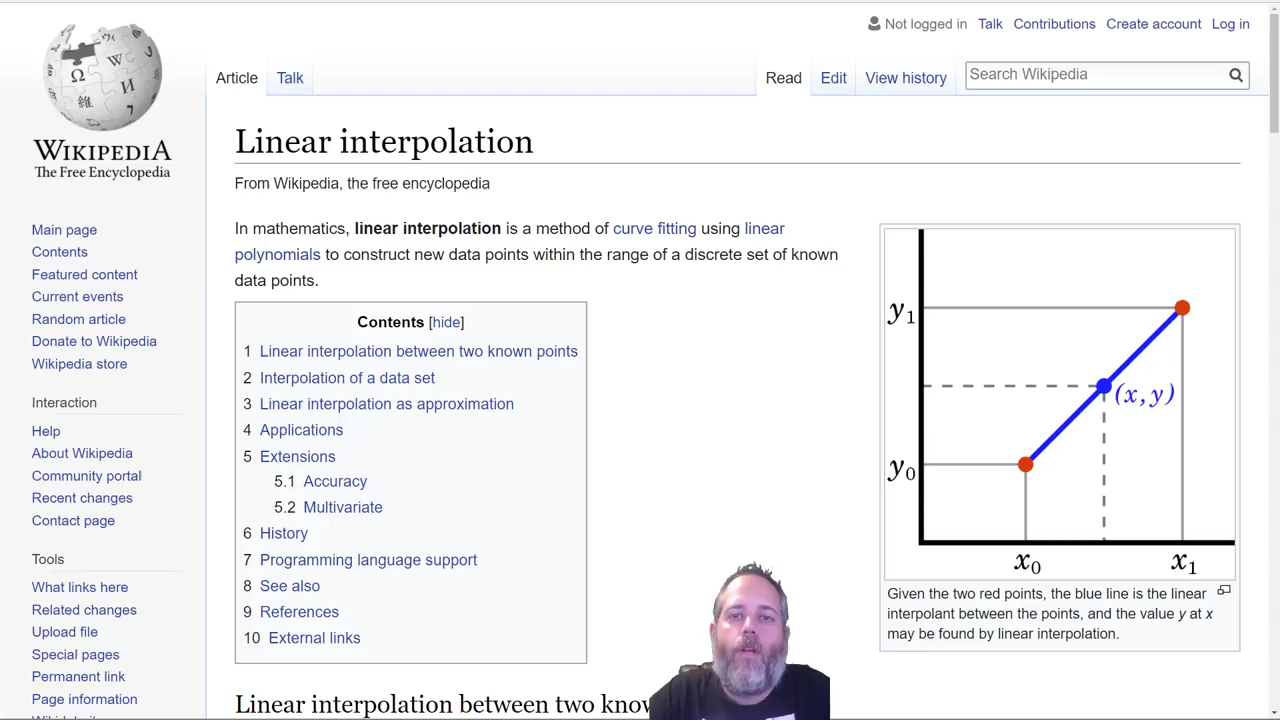 Not logged in Talk Contributions Create account Log in
Article Talk Read Edit View history Search Wikipedia
WIKIPEDIA
The Free Encyclopedia
Main page
Contents
Featured content
Current events
Random article
Donate to Wikipedia
Wikipedia store
Interaction
Help
About Wikipedia
Community portal
Recent changes
Contact page
Tools
What links here
Related changes
Upload file
Special pages
Permanent link
Page information
Linear interpolation
From Wikipedia, the free encyclopedia
In mathematics, linear interpolation is a method of curve fitting using linear
polynomials to construct new data points within the range of a discrete set of known
data points.
Contents [hide]
1 Linear interpolation between two known points
2 Interpolation of a data set
3 Linear interpolation as approximation
4 Applications
5 Extensions
5.1 Accuracy
5.2 Multivariate
6 History
7 Programming language support
8 See also
9 References
10 External links
Linear interpolation between two
y₁
(x, y)
y₀
x₀ x₁
Given the two red points, the blue line is the linear
interpolant between the points, and the value y at x
may be found by linear interpolation.